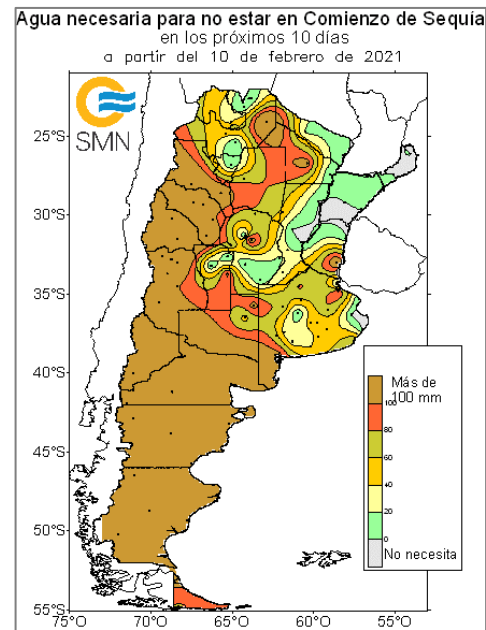 Agua necesaria para no estar en Comienzo de Sequía
en los próximos 10 días
a partir del 10 de febrero de 2021
SMN
25°S
30°S
35°S
40°S
45°S
50°S
55°S
75°O
70°O
65°O
60°O
55°O
Más de
100 mm
100
80
60
40
20
0
No necesita